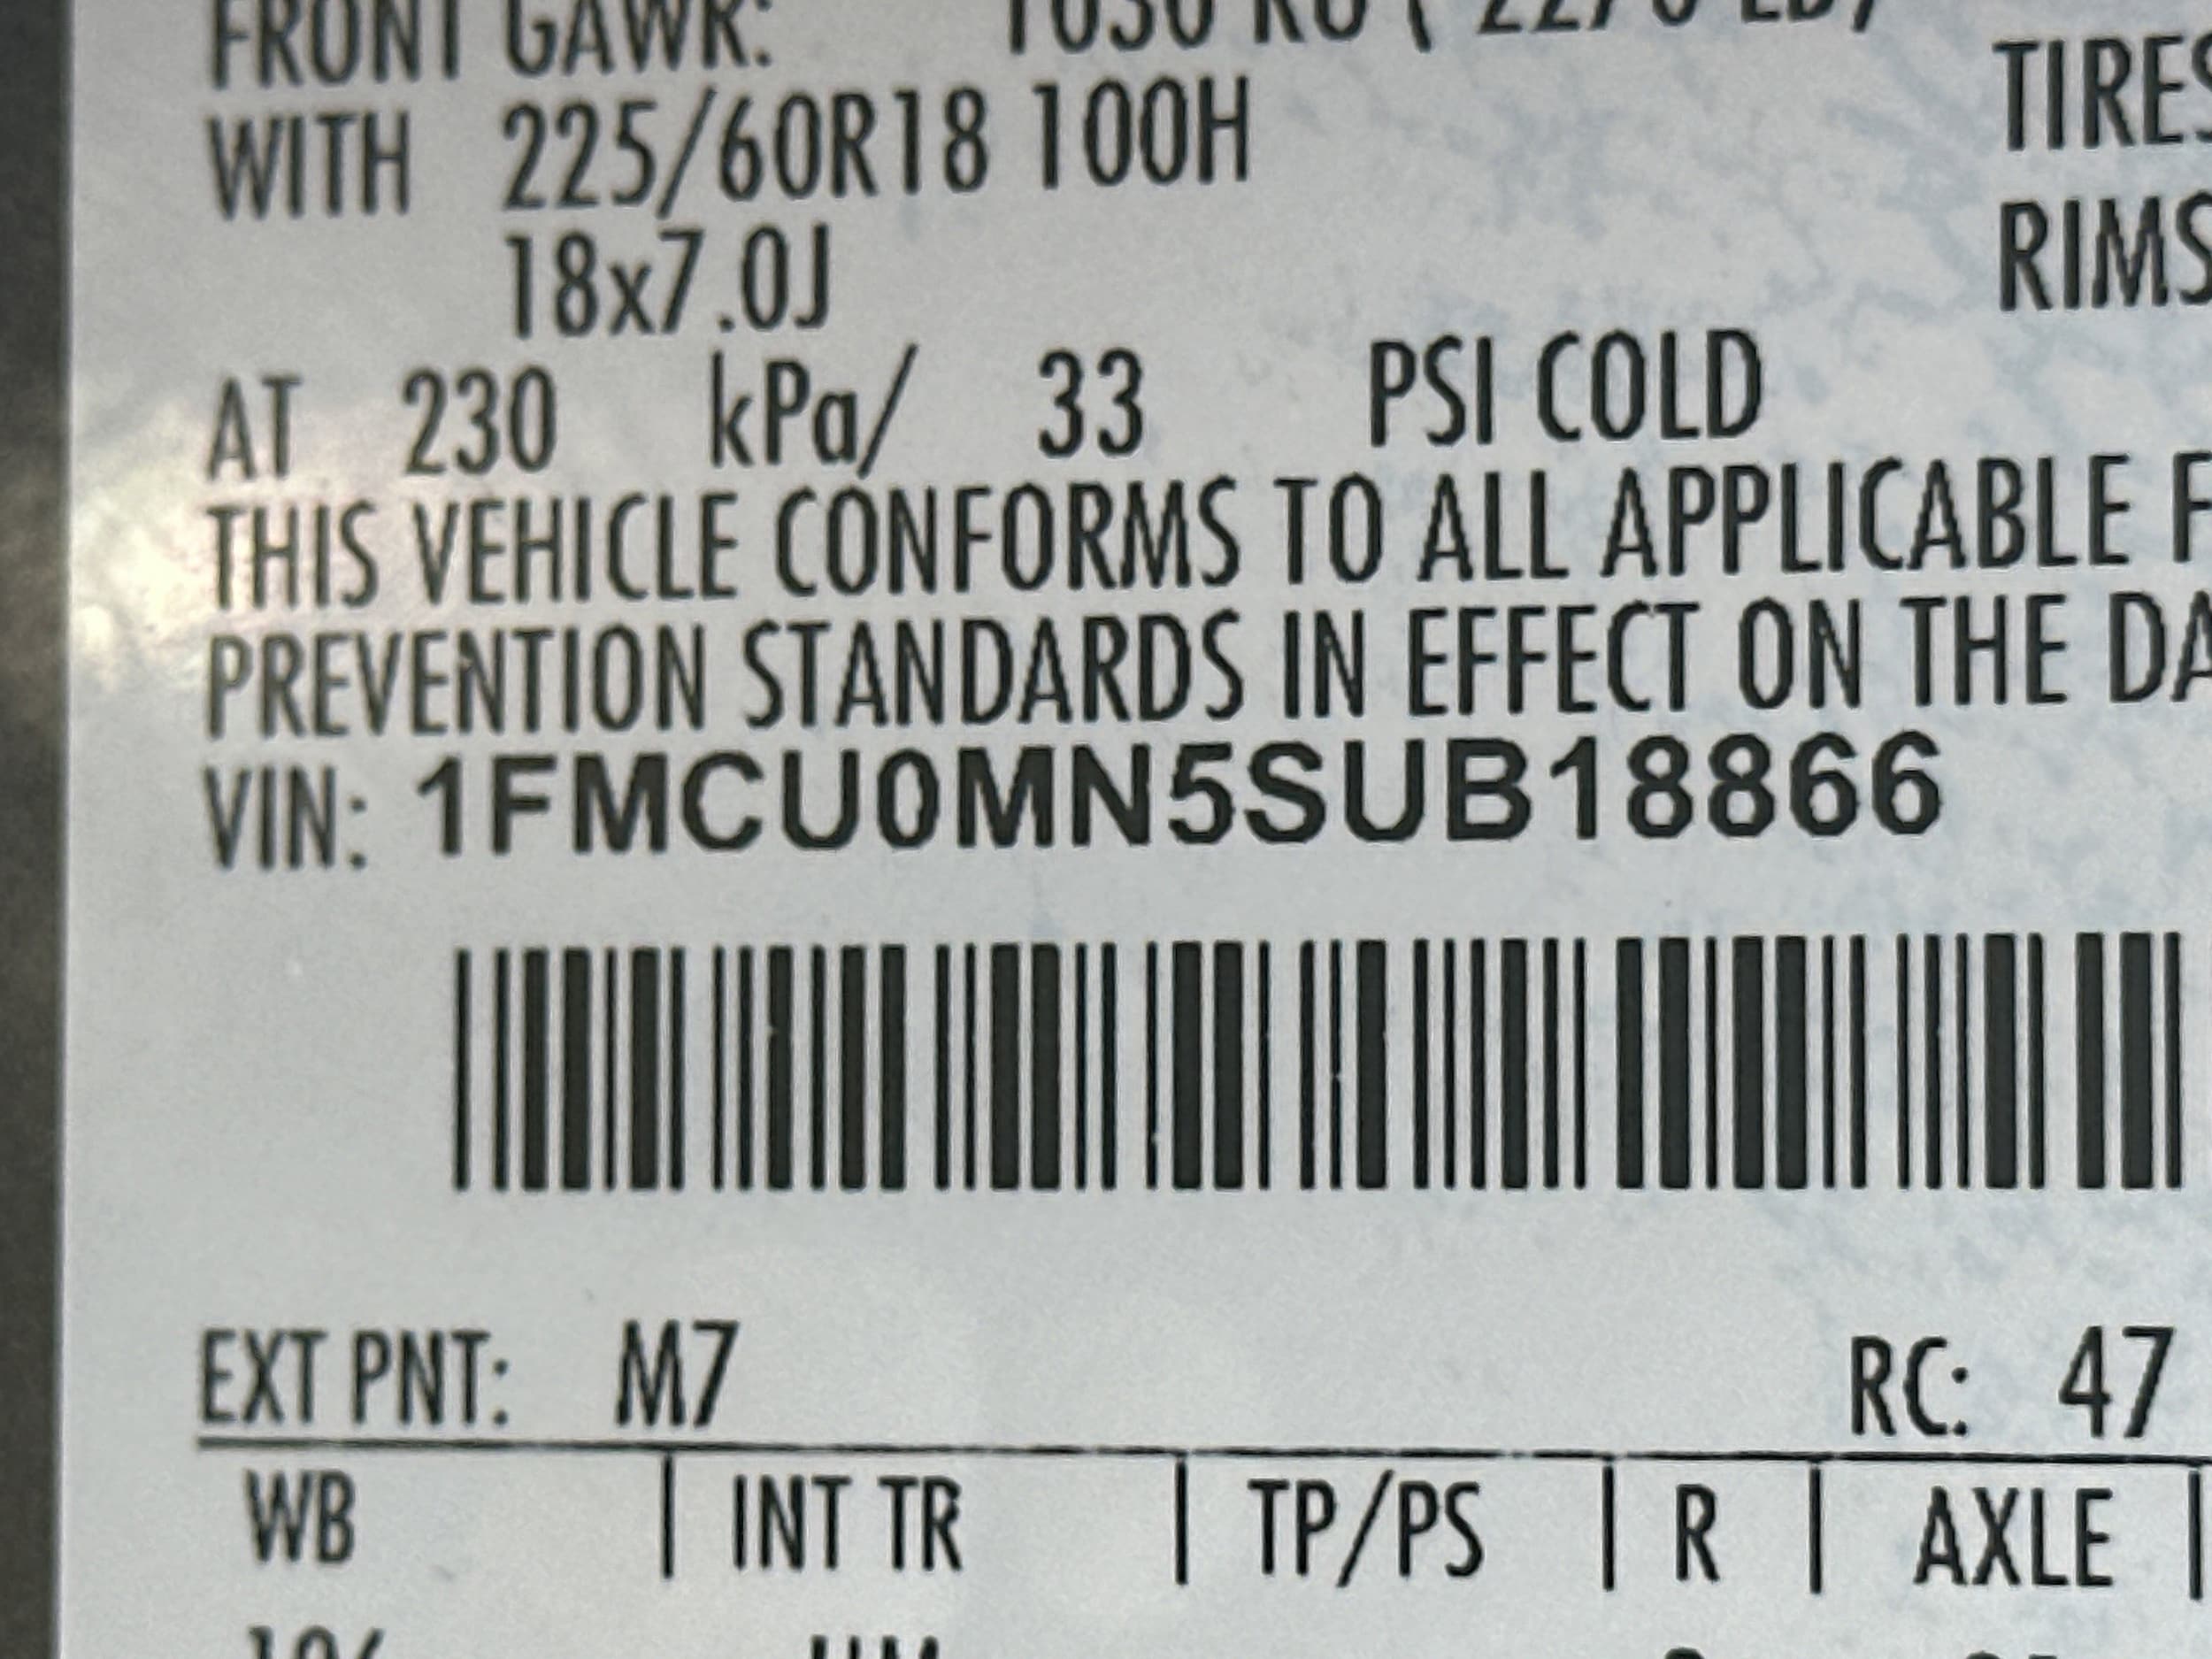 FRONT GAWR:
WITH 225/60R18 100H TIRES
18x7.0J RIMS
AT 230 kPa/ 33 PSI COLD
THIS VEHICLE CONFORMS TO ALL APPLICABLE F
PREVENTION STANDARDS IN EFFECT ON THE DA
VIN: 1FMCU0MN5SUB18866
EXT PNT: M7 RC: 47
WB | INT TR | TP/PS | R | AXLE |